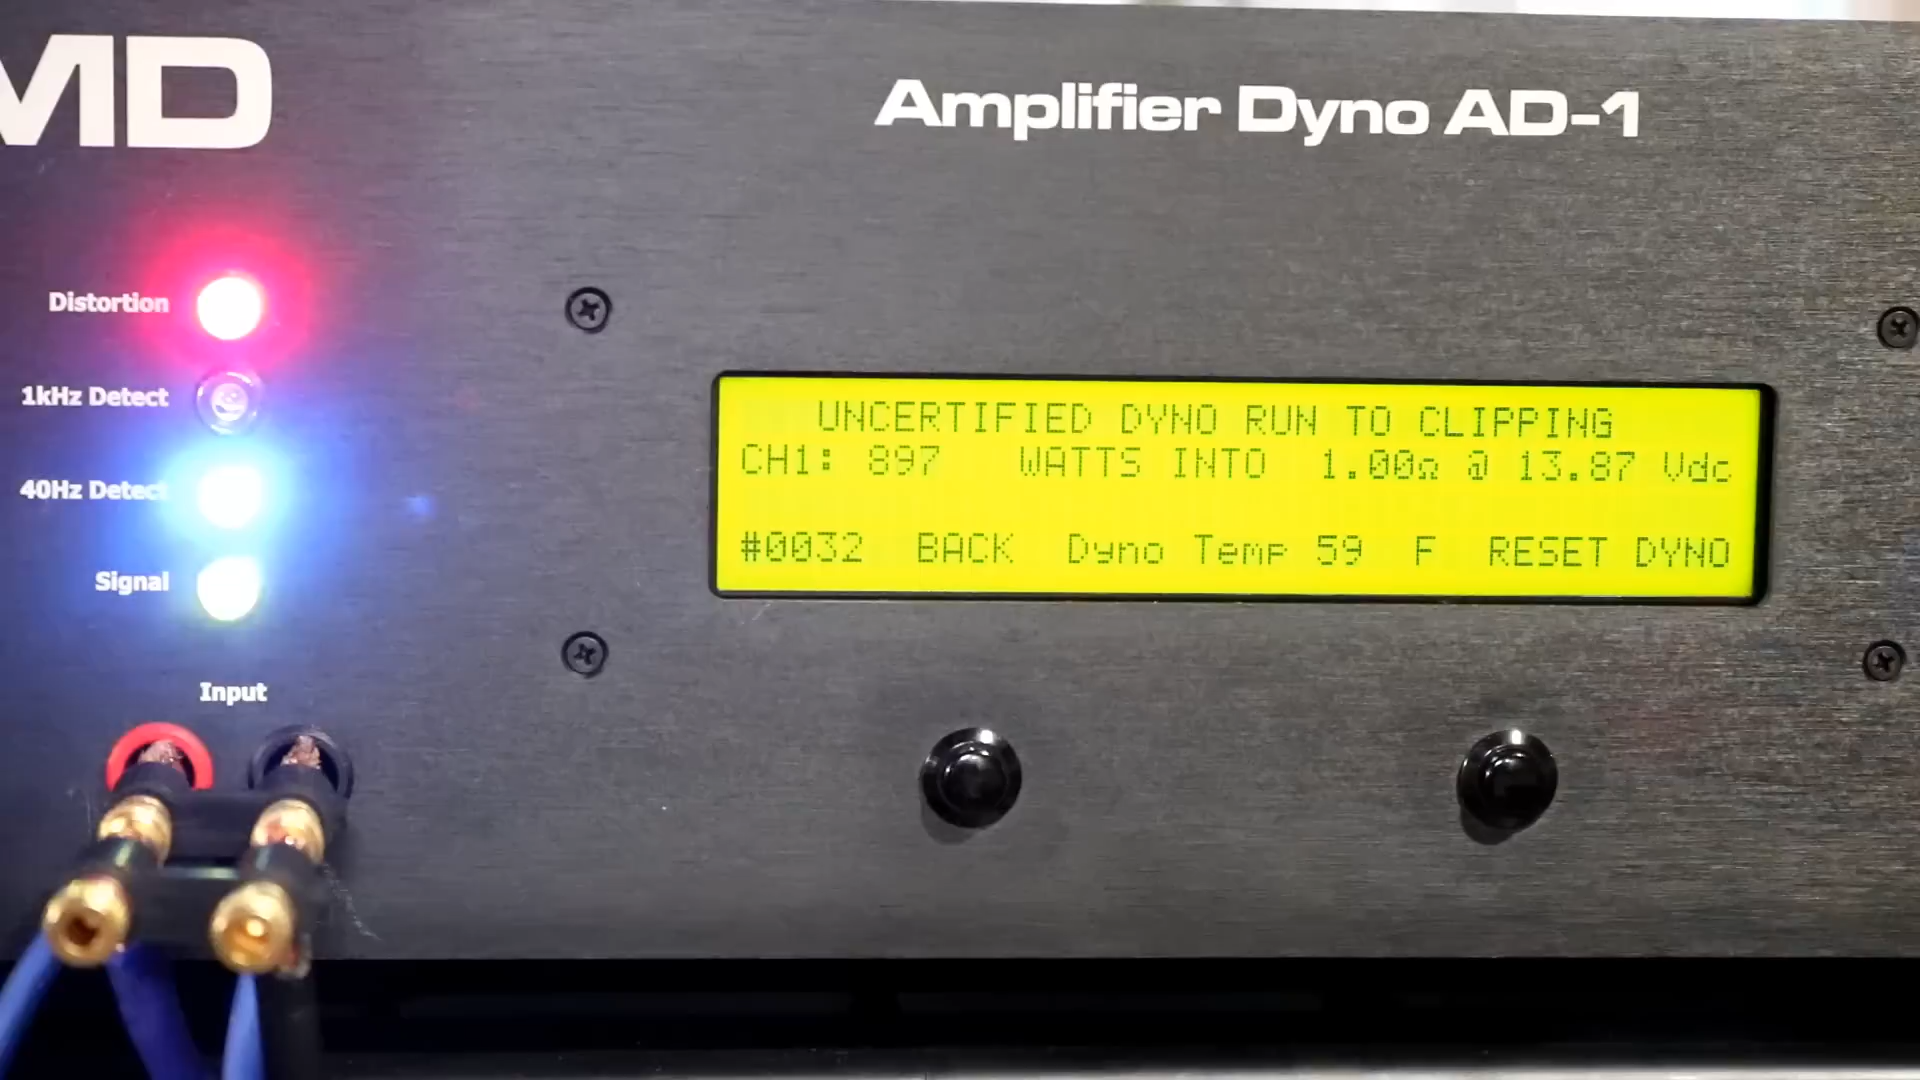 MD
Amplifier Dyno AD-1
Distortion
1kHz Detect
40Hz Detect
Signal
Input
UNCERTIFIED DYNO RUN TO CLIPPING
CH1: 897 WATTS INTO 1.00Ω @ 13.87 Vdc
#0032 BACK Dyno Temp 59 F RESET DYNO